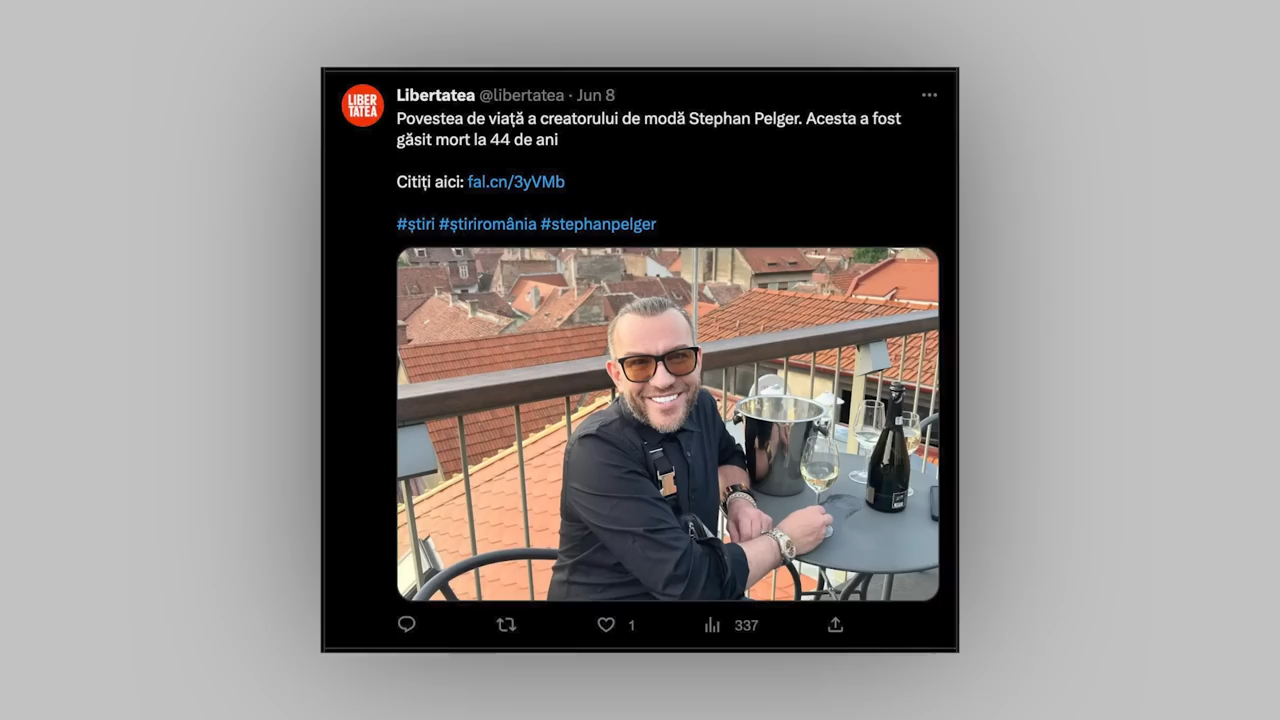 LIBER
TATEA
Libertatea @libertatea · Jun 8
Povestea de viață a creatorului de modă Stephan Pelger. Acesta a fost
găsit mort la 44 de ani
Citiți aici: fal.cn/3yVMb
#știri #știriromânia #stephanpelger
1
337